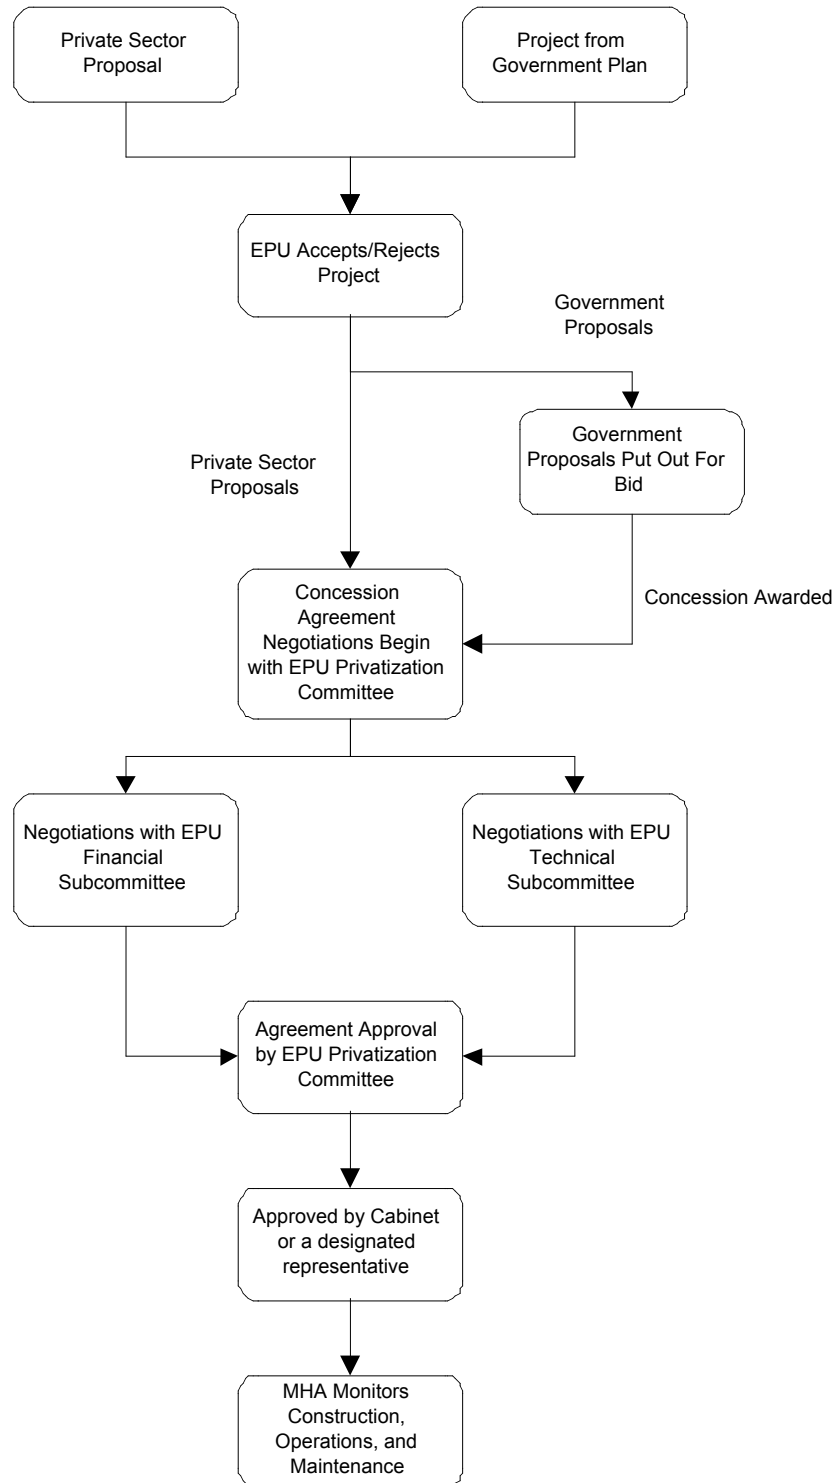 Private Sector
Proposal
Project from
Government Plan
EPU Accepts/Rejects
Project
Government
Proposals
Government
Proposals Put Out For
Bid
Private Sector
Proposals
Concession
Agreement
Negotiations Begin
with EPU Privatization
Committee
Concession Awarded
Negotiations with EPU
Financial
Subcommittee
Negotiations with EPU
Technical
Subcommittee
Agreement Approval
by EPU Privatization
Committee
Approved by Cabinet
or a designated
representative
MHA Monitors
Construction,
Operations, and
Maintenance